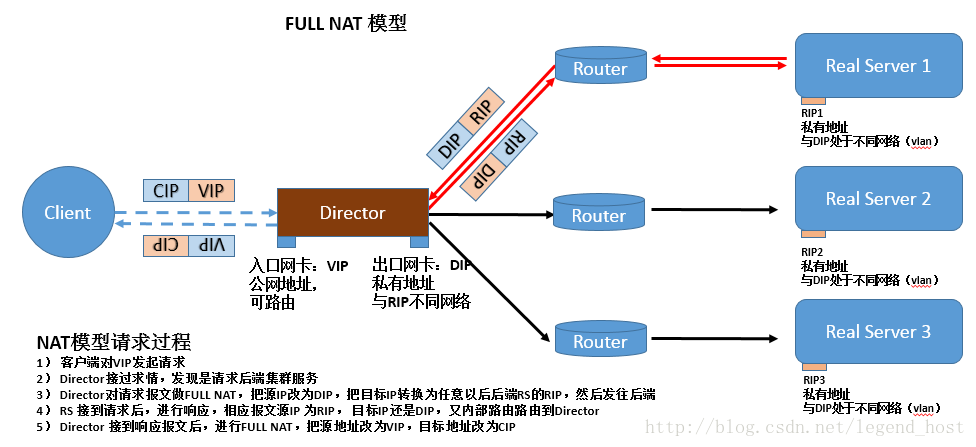 FULL NAT 模型
Router
Real Server 1
RIP1
私有地址
与DIP处于不同网络（vlan）
DIP RIP
RIP DIP
CIP VIP
Client
Director
VIP CIP
入口网卡：VIP
公网地址，
可路由
出口网卡：DIP
私有地址
与RIP不同网络
Router
Real Server 2
RIP2
私有地址
与DIP处于不同网络（vlan）
Router
Real Server 3
RIP3
私有地址
与DIP处于不同网络（vlan）
NAT模型请求过程
1） 客户端对VIP发起请求
2） Director接过求情，发现是请求后端集群服务
3） Director对请求报文做FULL NAT，把源IP改为DIP，把目标IP转换为任意以后后端RS的RIP，然后发往后端
4） RS 接到请求后，进行响应，相应报文源IP 为RIP，目标IP还是DIP，又内部路由路由到Director
5） Director 接到响应报文后，进行FULL NAT，把源地址改为VIP，目标地址改为CIP
http://blog.csdn.net/legend_host